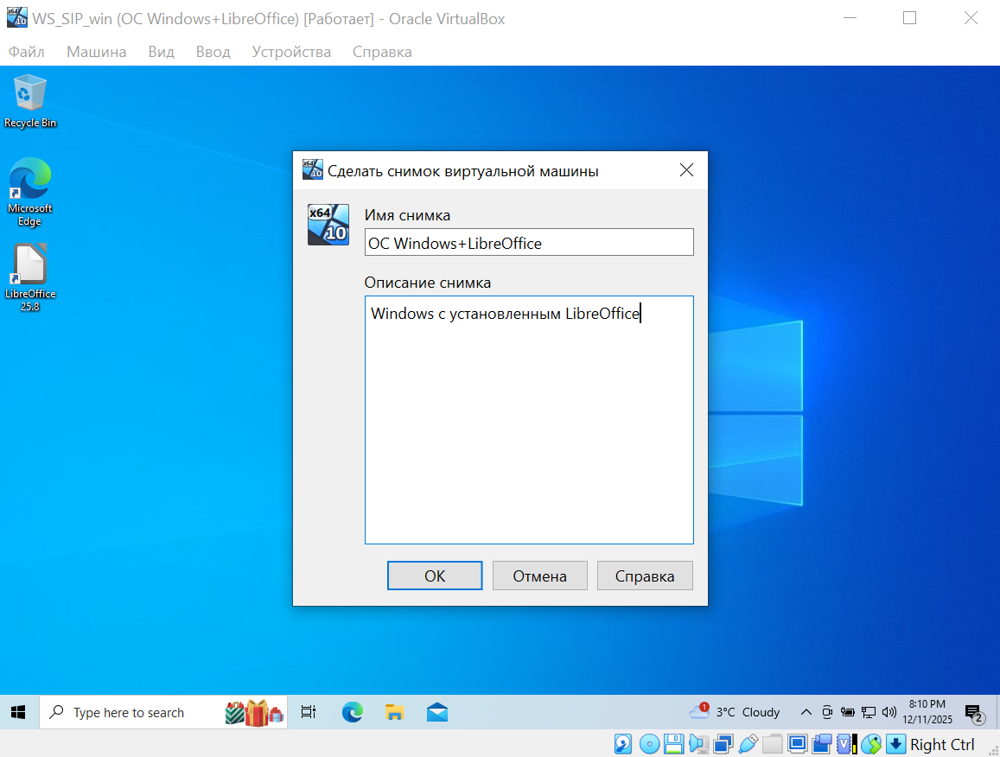 WS_SIP_win (ОС Windows+LibreOffice) [Работает] - Oracle VirtualBox
Файл Машина Вид Ввод Устройства Справка
Recycle Bin
Microsoft
Edge
LibreOffice
25.8
Сделать снимок виртуальной машины
x64
10
Имя снимка
ОС Windows+LibreOffice
Описание снимка
Windows с установленным LibreOffice
OK Отмена Справка
Type here to search
1
3°C Cloudy
8:10 PM
12/11/2025
2
Right Ctrl